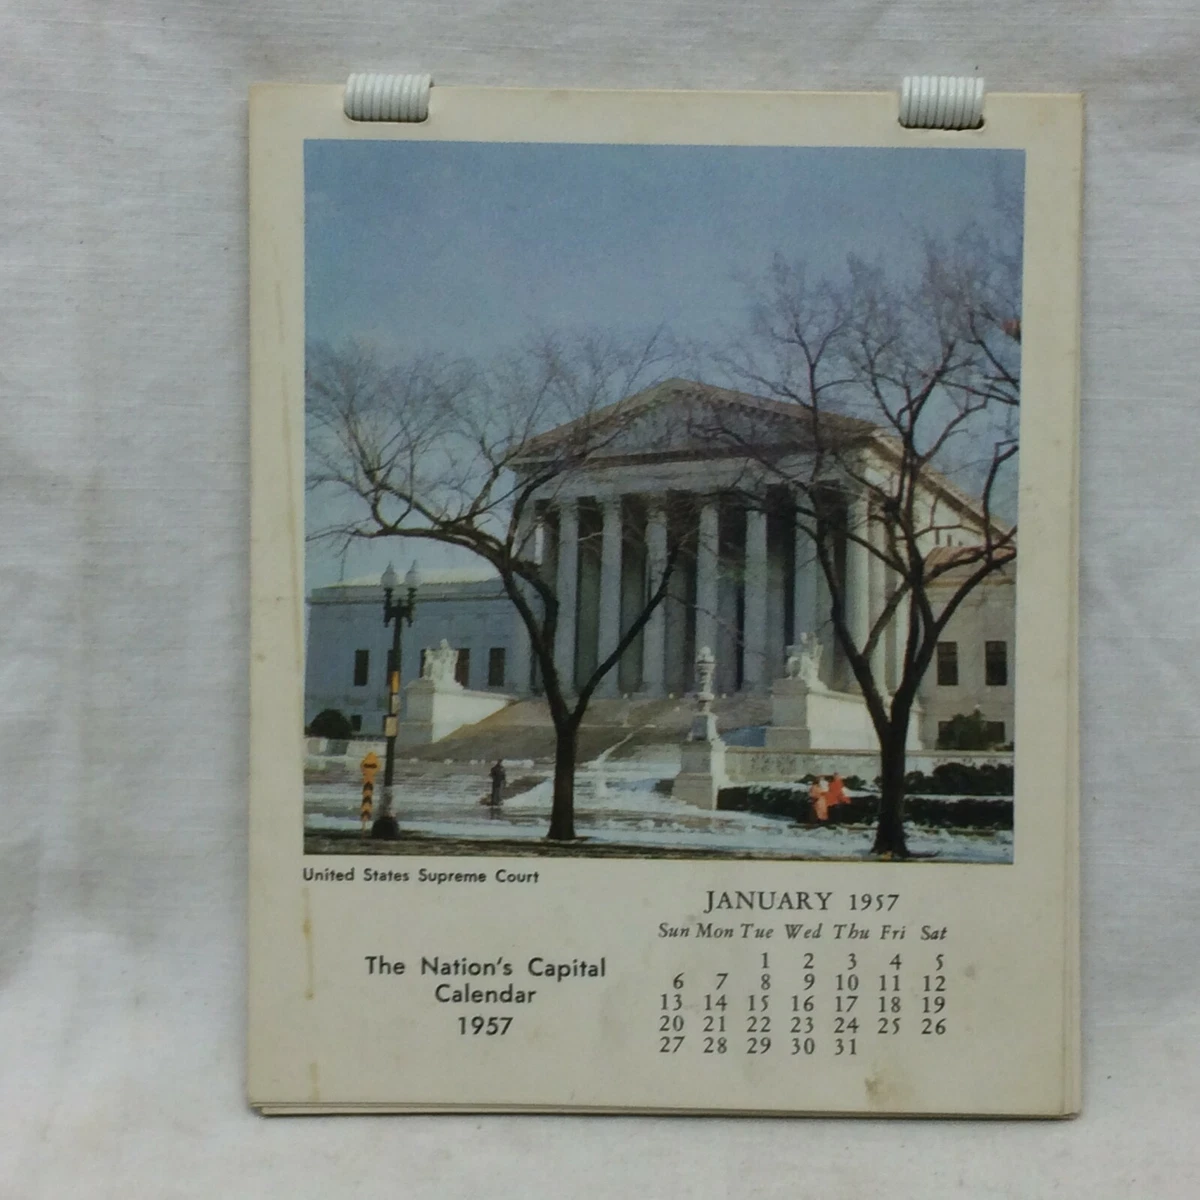 United States Supreme Court
The Nation's Capital
Calendar
1957
JANUARY 1957
Sun Mon Tue Wed Thu Fri Sat
1 2 3 4 5
6 7 8 9 10 11 12
13 14 15 16 17 18 19
20 21 22 23 24 25 26
27 28 29 30 31